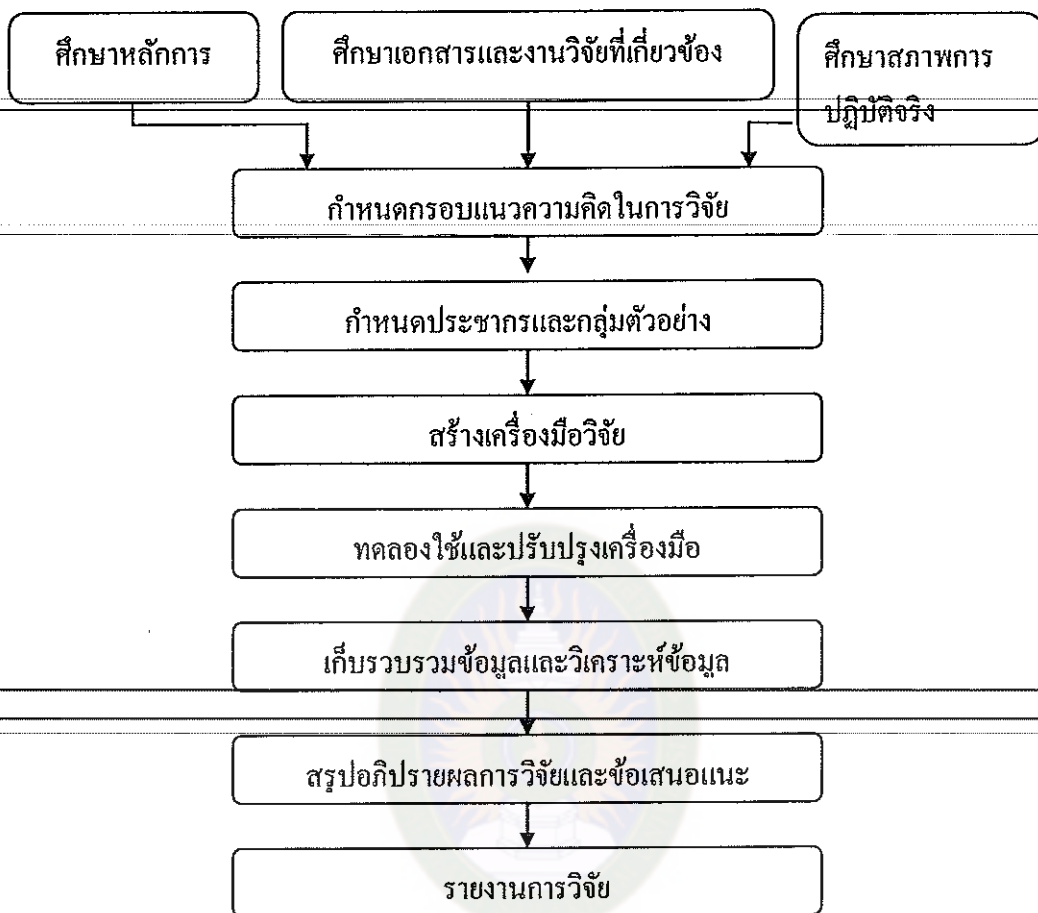 ศึกษาหลักการ
ศึกษาเอกสารและงานวิจัยที่เกี่ยวข้อง
ศึกษาสภาพการ
ปฏิบัติจริง
กำหนดกรอบแนวความคิดในการวิจัย
กำหนดประชากรและกลุ่มตัวอย่าง
สร้างเครื่องมือวิจัย
ทดลองใช้และปรับปรุงเครื่องมือ
เก็บรวบรวมข้อมูลและวิเคราะห์ข้อมูล
สรุปอภิปรายผลการวิจัยและข้อเสนอแนะ
รายงานการวิจัย